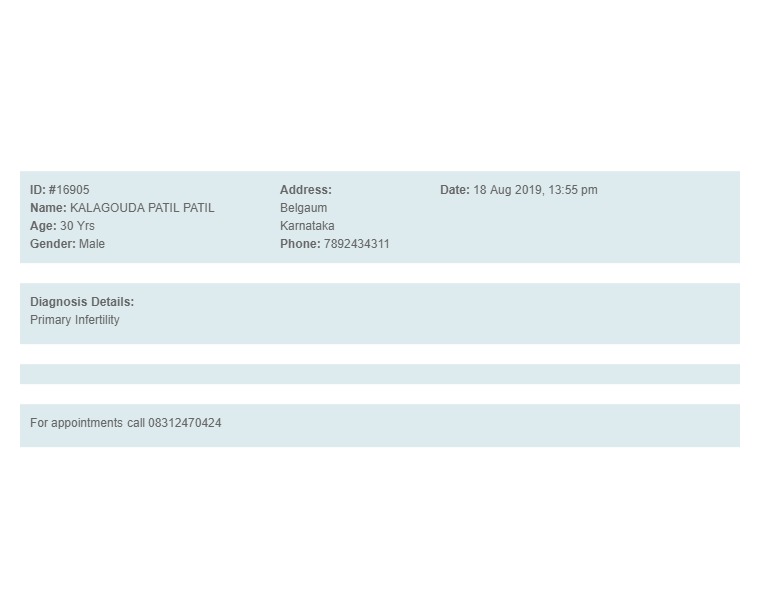 ID: #16905
Name: KALAGOUDA PATIL PATIL
Age: 30 Yrs
Gender: Male
Address:
Belgaum
Karnataka
Phone: 7892434311
Date: 18 Aug 2019, 13:55 pm
Diagnosis Details:
Primary Infertility
For appointments call 08312470424